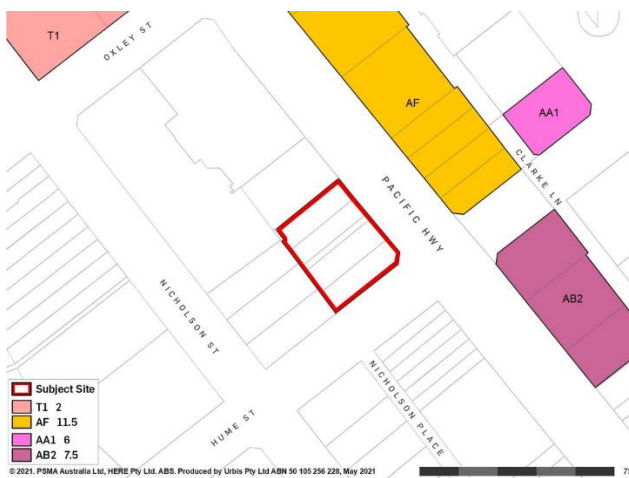 T1
OXLEY ST
AF
AA1
CLARKE LN
PACIFIC HWY
AB2
NICHOLSON ST
HUME ST
NICHOLSON PLACE
Subject Site
T1 2
AF 11.5
AA1 6
AB2 7.5
© 2021. PSMA Australia Ltd, HERE Pty Ltd. ABS. Produced by Urbis Pty Ltd ABN 50 105 256 228, May 2021